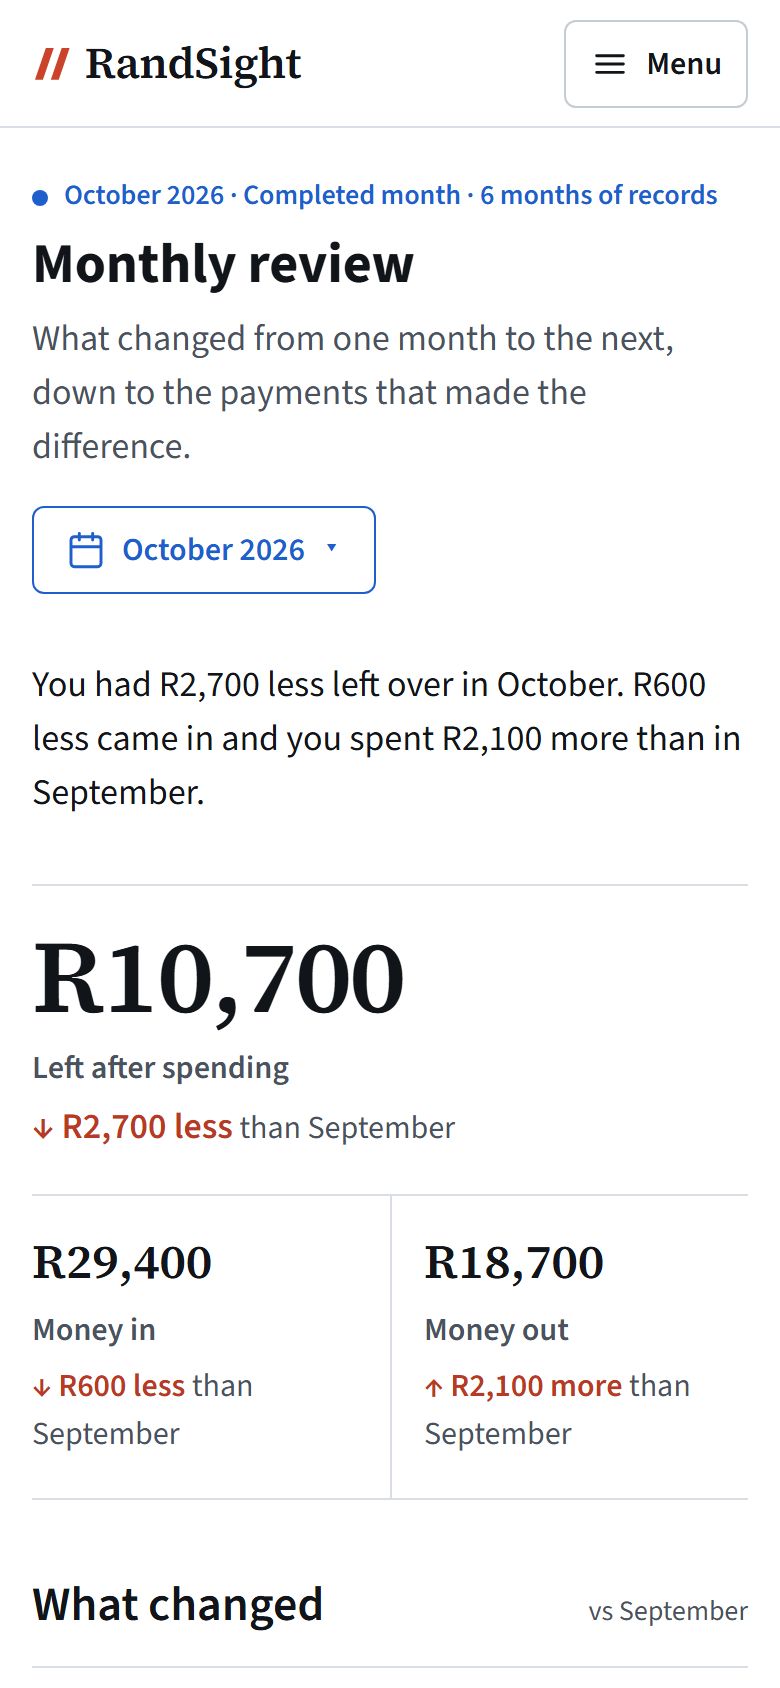 // RandSight
Menu
October 2026 · Completed month · 6 months of records
Monthly review
What changed from one month to the next,
down to the payments that made the
difference.
October 2026
You had R2,700 less left over in October. R600
less came in and you spent R2,100 more than in
September.
R10,700
Left after spending
↓ R2,700 less than September
R29,400
Money in
↓ R600 less than
September
R18,700
Money out
↑ R2,100 more than
September
What changed
vs September